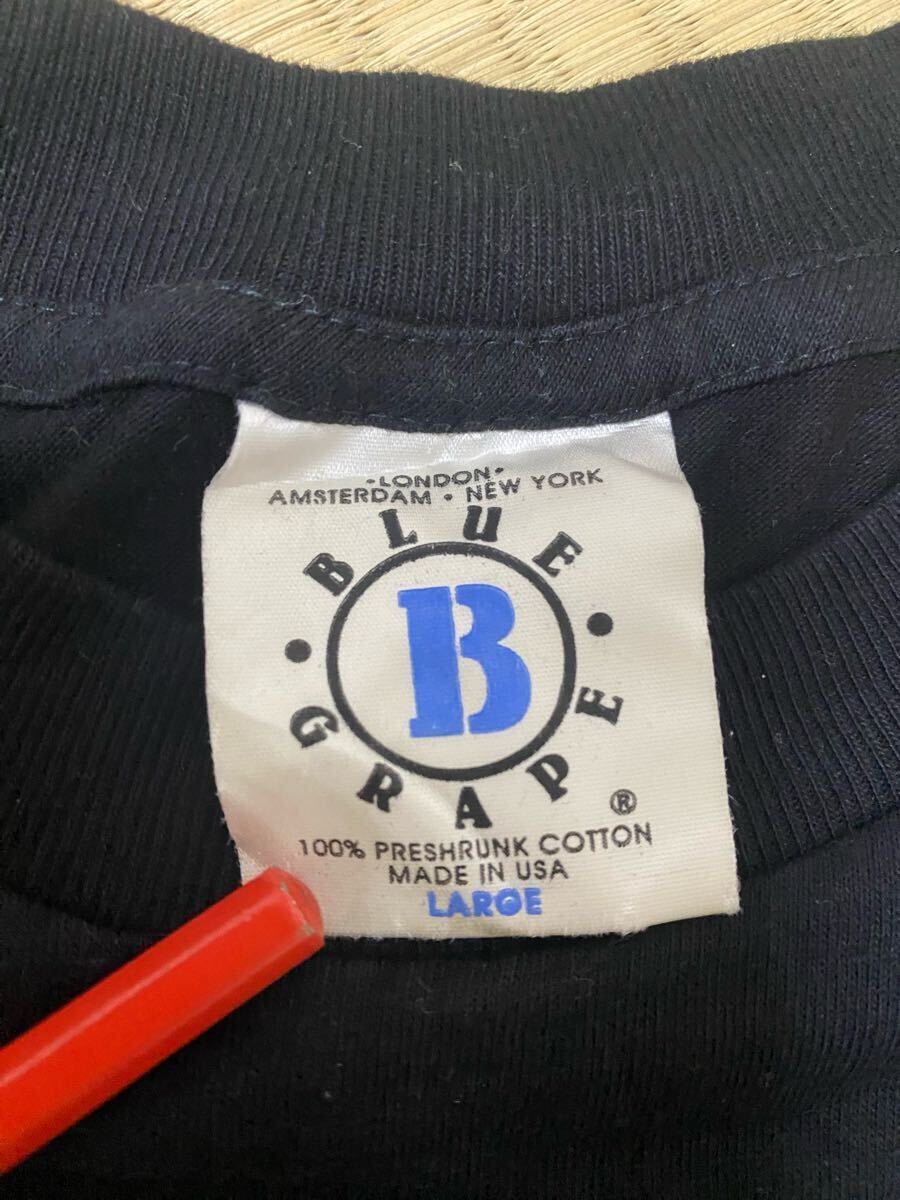 •LONDON•
AMSTERDAM • NEW YORK
• BLUE •
B
GRAPE
®
100% PRESHRUNK COTTON
MADE IN USA
LARGE